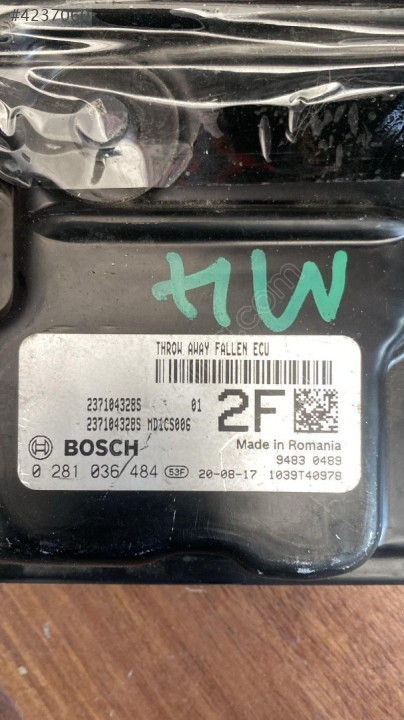 HW
THROW AWAY FALLEN ECU
237104328S 01
237104328S MD1CS006
2F
BOSCH
Made in Romania
9483 0489
0 281 036/484 53F 20-08-17 1039T40978